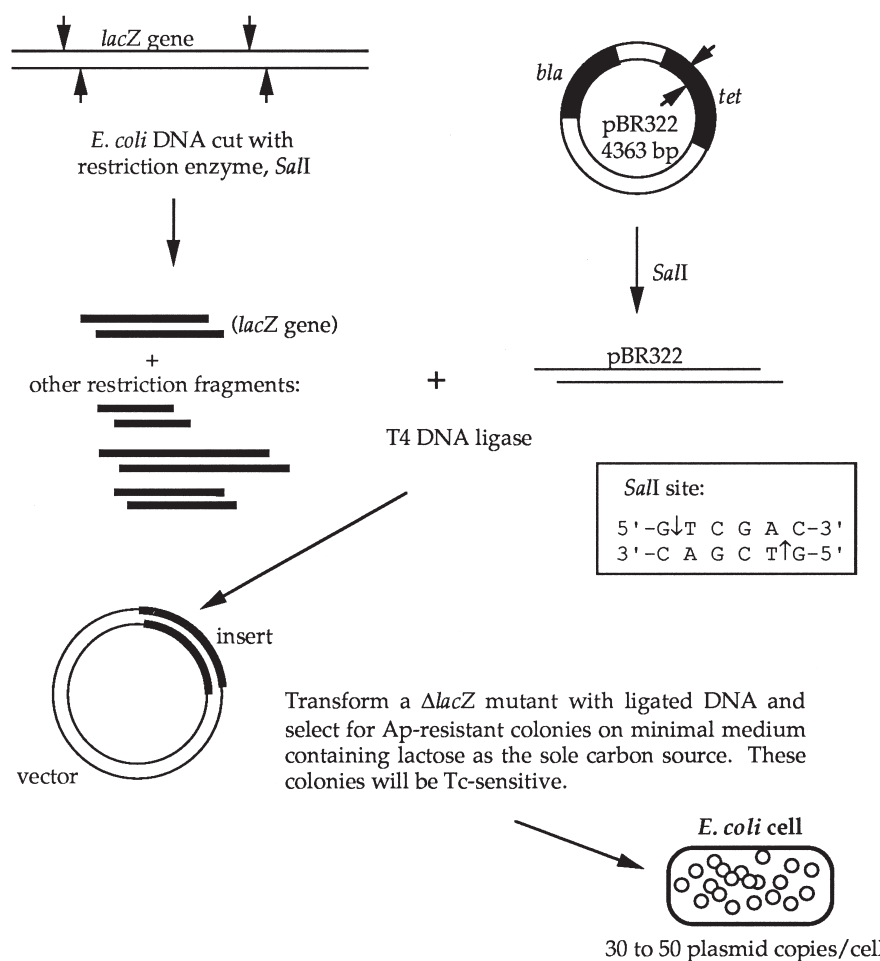 lacZ gene
E. coli DNA cut with
restriction enzyme, SalI
bla
tet
pBR322
4363 bp
SalI
(lacZ gene)
+
other restriction fragments:
+
pBR322
T4 DNA ligase
SalI site:
5'-G↓T C G A C-3'
3'-C A G C T↑G-5'
insert
vector
Transform a ΔlacZ mutant with ligated DNA and
select for Ap-resistant colonies on minimal medium
containing lactose as the sole carbon source. These
colonies will be Tc-sensitive.
E. coli cell
30 to 50 plasmid copies/cell